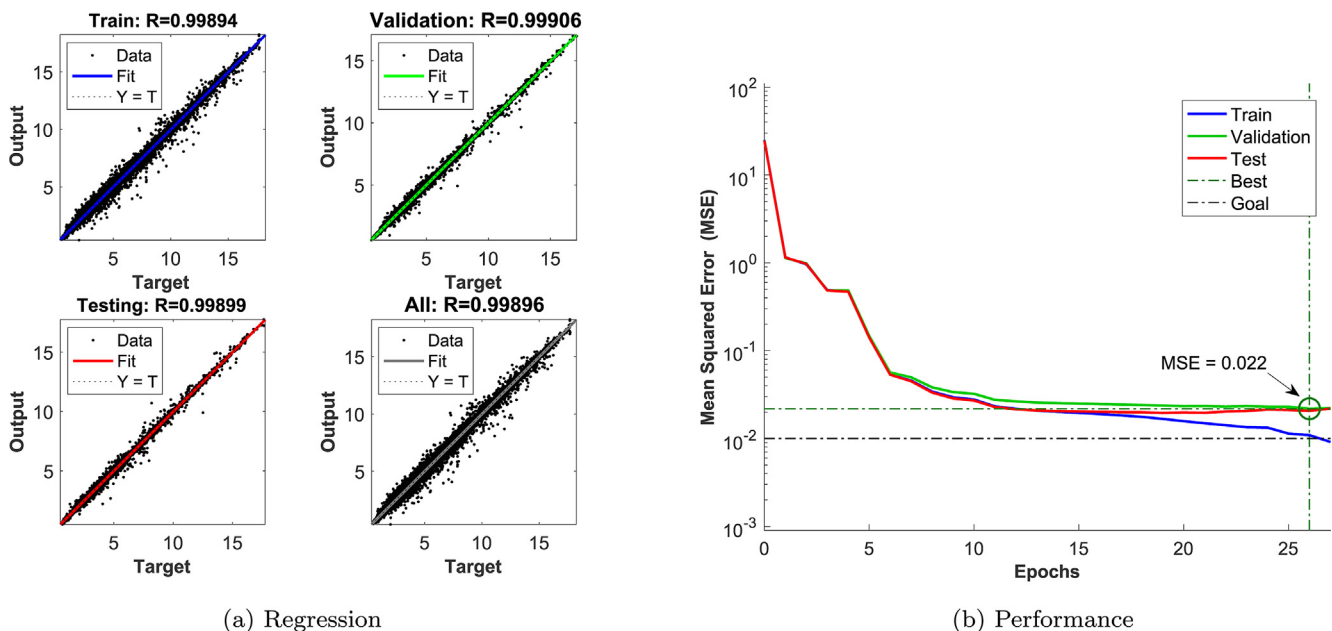 Train: R=0.99894
Data
Fit
Y = T
15
10
5
Output
5
10
15
Target
Validation: R=0.99906
Data
Fit
Y = T
15
10
5
Output
5
10
15
Target
Testing: R=0.99899
Data
Fit
Y = T
15
10
5
Output
5
10
15
Target
All: R=0.99896
Data
Fit
Y = T
15
10
5
Output
5
10
15
Target
(a) Regression
10^2
10^1
10^0
10^-1
10^-2
10^-3
Mean Squared Error (MSE)
Train
Validation
Test
Best
Goal
MSE = 0.022
0
5
10
15
20
25
Epochs
(b) Performance